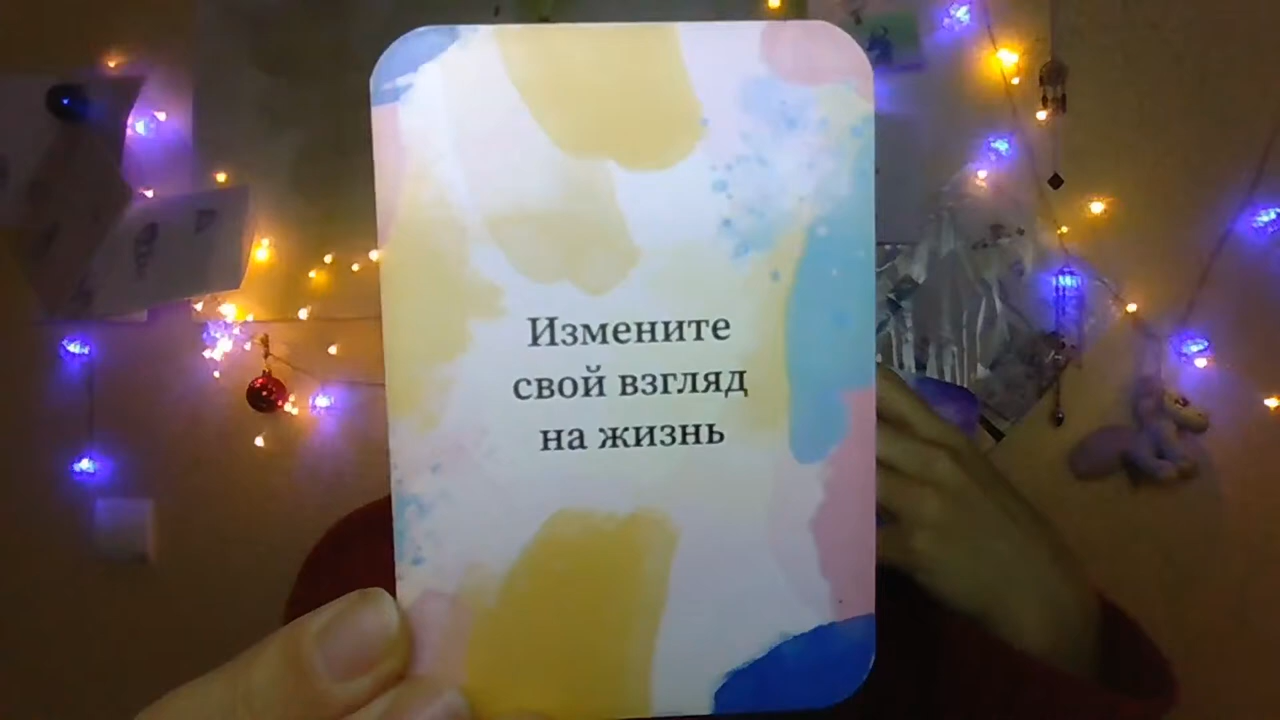 Измените
свой взгляд
на жизнь